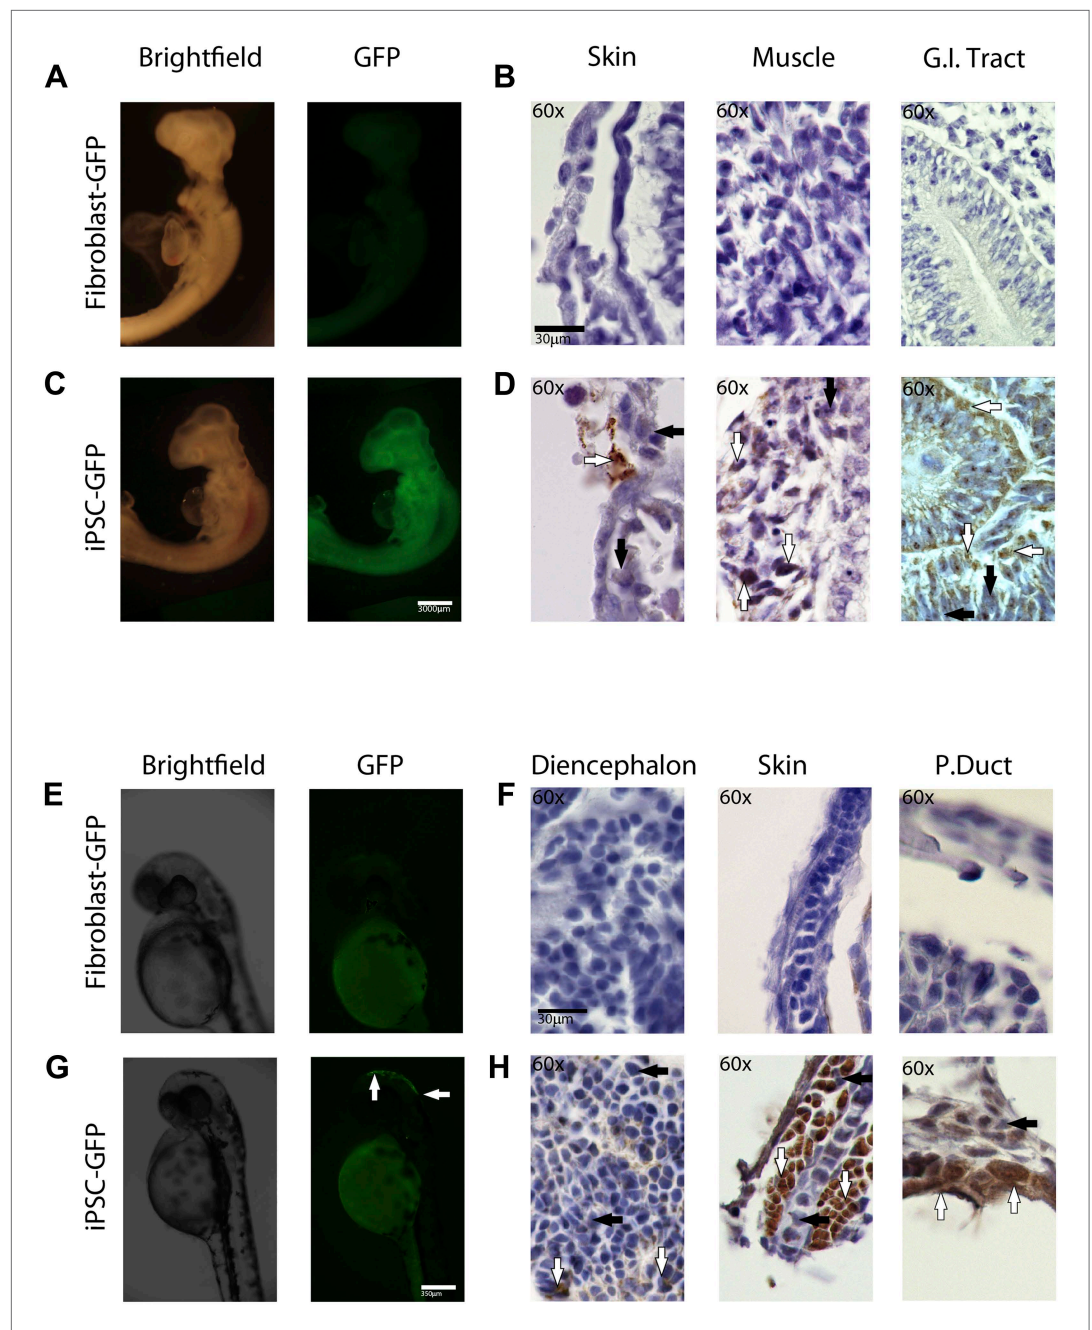 Brightfield GFP Skin Muscle G.I. Tract
A B
Fibroblast-GFP
60x 60x 60x
30μm
C D
iPSC-GFP
60x 60x 60x
3000μm
Brightfield GFP Diencephalon Skin P.Duct
E F
Fibroblast-GFP
60x 60x 60x
30μm
G H
iPSC-GFP
60x 60x 60x
350μm